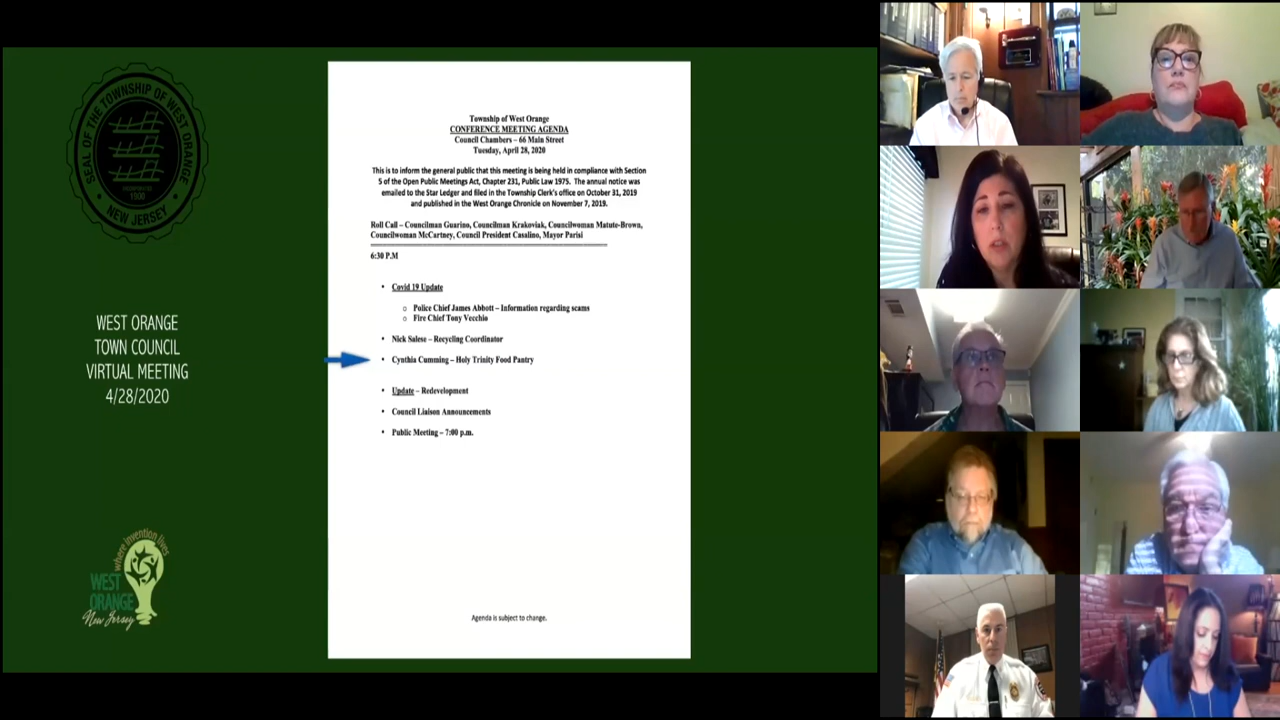 SEAL OF THE TOWNSHIP OF WEST ORANGE
INCORPORATED
1900
NEW JERSEY
WEST ORANGE
TOWN COUNCIL
VIRTUAL MEETING
4/28/2020
where invention lives
WEST
ORANGE
New Jersey
Township of West Orange
CONFERENCE MEETING AGENDA
Council Chambers – 66 Main Street
Tuesday, April 28, 2020
This is to inform the general public that this meeting is being held in compliance with Section
5 of the Open Public Meetings Act, Chapter 231, Public Law 1975. The annual notice was
emailed to the Star Ledger and filed in the Township Clerk's office on October 31, 2019
and published in the West Orange Chronicle on November 7, 2019.
Roll Call – Councilman Guarino, Councilman Krakoviak, Councilwoman Matute-Brown,
Councilwoman McCartney, Council President Casalino, Mayor Parisi
6:30 P.M
• Covid 19 Update
o Police Chief James Abbott – Information regarding scams
o Fire Chief Tony Vecchio
• Nick Salese – Recycling Coordinator
• Cynthia Cumming – Holy Trinity Food Pantry
• Update – Redevelopment
• Council Liaison Announcements
• Public Meeting – 7:00 p.m.
Agenda is subject to change.